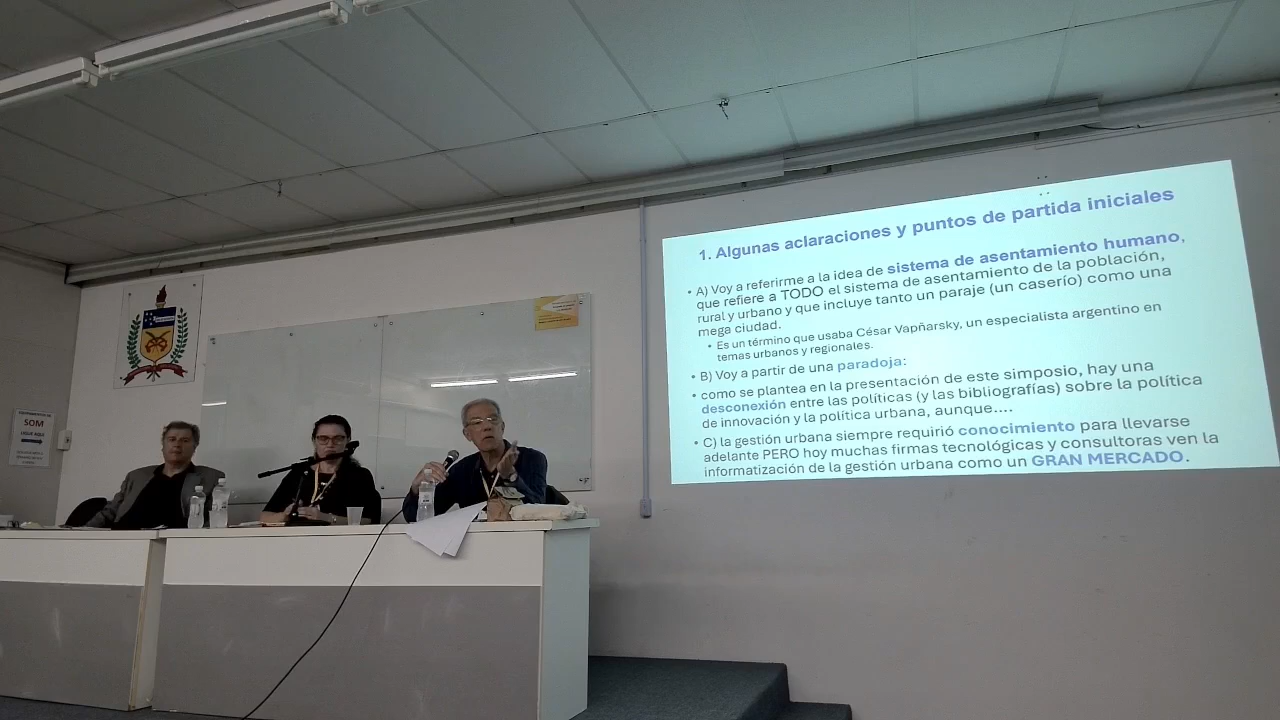 1. Algunas aclaraciones y puntos de partida iniciales
• A) Voy a referirme a la idea de sistema de asentamiento humano,
que refiere a TODO el sistema de asentamiento de la población,
rural y urbano y que incluye tanto un paraje (un caserío) como una
mega ciudad.
• Es un término que usaba César Vapñarsky, un especialista argentino en
temas urbanos y regionales.
• B) Voy a partir de una paradoja:
• como se plantea en la presentación de este simposio, hay una
desconexión entre las políticas (y las bibliografías) sobre la política
de innovación y la política urbana, aunque....
• C) la gestión urbana siempre requirió conocimiento para llevarse
adelante PERO hoy muchas firmas tecnológicas y consultoras ven la
informatización de la gestión urbana como un GRAN MERCADO.
SOM